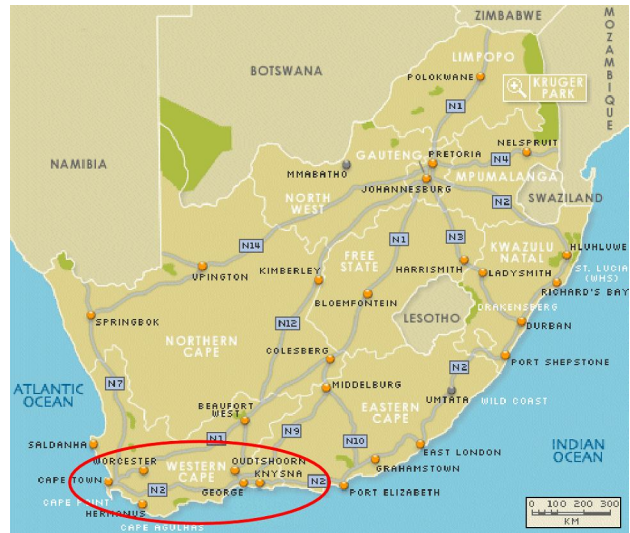 ZIMBABWE
MOZAMBIQUE
LIMPOPO
BOTSWANA
POLOKWANE
KRUGER
PARK
N1
NELSPRUIT
GAUTENG
PRETORIA
N4
NAMIBIA
MMABATHO
MPUMALANGA
JOHANNESBURG
NORTH
WEST
N2
SWAZILAND
N14
N1
N3
KWAZULU
NATAL
HLUHLUWE
FREE
STATE
UPINGTON
KIMBERLEY
HARRISMITH
LADYSMITH
ST. LUCIA
(WHS)
RICHARD'S BAY
BLOEMFONTEIN
DRAKENSBERG
SPRINGBOK
N12
LESOTHO
DURBAN
NORTHERN
CAPE
COLESBERG
PORT SHEPSTONE
N2
ATLANTIC
OCEAN
N7
MIDDELBURG
UMTATA
WILD COAST
BEAUFORT
WEST
EASTERN
CAPE
N9
N1
N10
SALDANHA
EAST LONDON
INDIAN
OCEAN
WORCESTER
WESTERN
CAPE
OUDTSHOORN
GRAHAMSTOWN
KNYSNA
CAPE TOWN
N2
GEORGE
N2
PORT ELIZABETH
CAPE POINT
HERMANUS
CAPE AGULHAS
0 100 200 300
KM